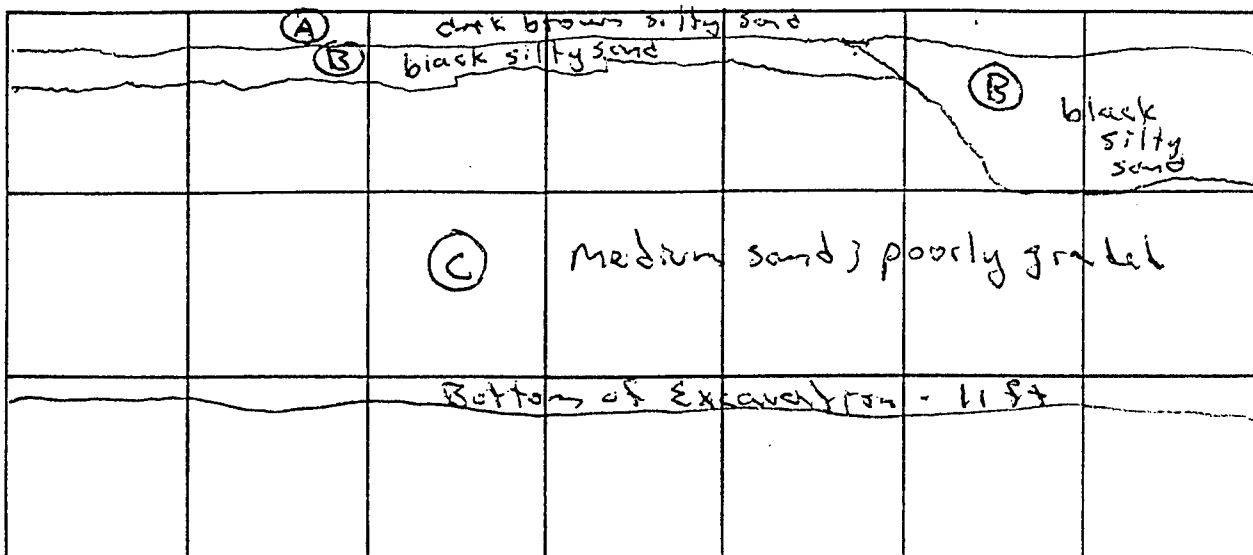 A dark brown silty sand
B black silty sand
B
black
silty
sand
C Medium sand; poorly graded
Bottom of Excavation - 11 ft